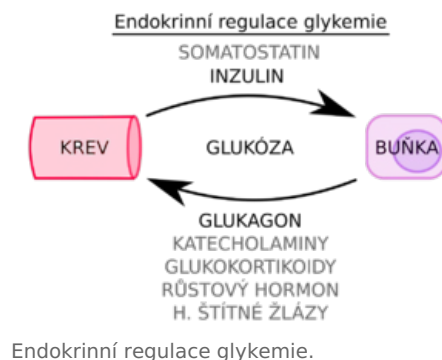 Endokrinní regulace glykemie
SOMATOSTATIN
INZULIN
KREV
GLUKÓZA
BUŇKA
GLUKAGON
KATECHOLAMINY
GLUKOKORTIKOIDY
RŮSTOVÝ HORMON
H. ŠTÍTNÉ ŽLÁZY
Endokrinní regulace glykemie.